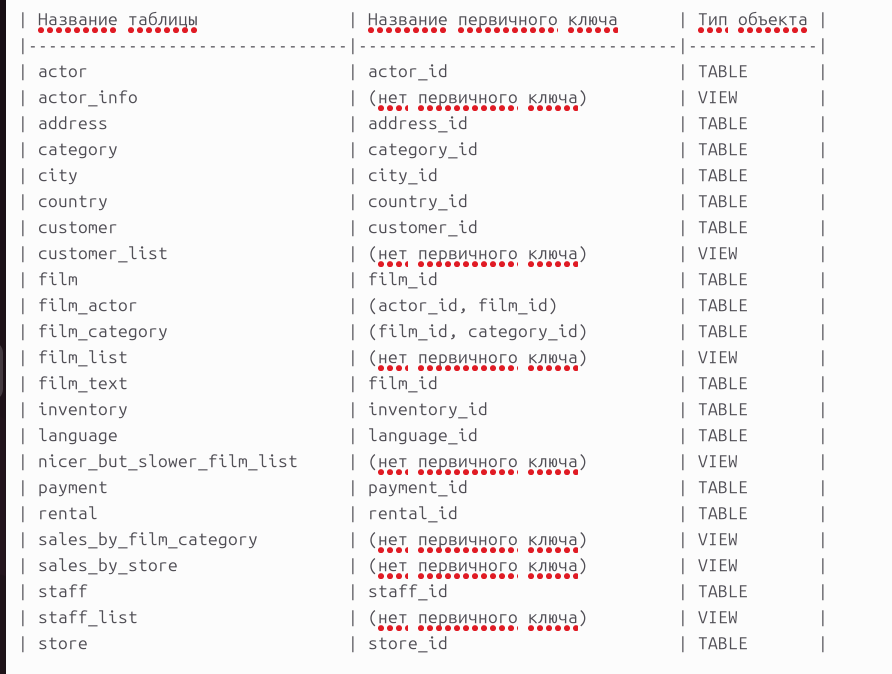 | Название таблицы                | Название первичного ключа      | Тип объекта |
|--------------------------------|--------------------------------|-------------|
| actor                          | actor_id                       | TABLE       |
| actor_info                     | (нет первичного ключа)         | VIEW        |
| address                        | address_id                     | TABLE       |
| category                       | category_id                    | TABLE       |
| city                           | city_id                        | TABLE       |
| country                        | country_id                     | TABLE       |
| customer                       | customer_id                    | TABLE       |
| customer_list                  | (нет первичного ключа)         | VIEW        |
| film                           | film_id                        | TABLE       |
| film_actor                     | (actor_id, film_id)            | TABLE       |
| film_category                  | (film_id, category_id)         | TABLE       |
| film_list                      | (нет первичного ключа)         | VIEW        |
| film_text                      | film_id                        | TABLE       |
| inventory                      | inventory_id                   | TABLE       |
| language                       | language_id                    | TABLE       |
| nicer_but_slower_film_list     | (нет первичного ключа)         | VIEW        |
| payment                        | payment_id                     | TABLE       |
| rental                         | rental_id                      | TABLE       |
| sales_by_film_category         | (нет первичного ключа)         | VIEW        |
| sales_by_store                 | (нет первичного ключа)         | VIEW        |
| staff                          | staff_id                       | TABLE       |
| staff_list                     | (нет первичного ключа)         | VIEW        |
| store                          | store_id                       | TABLE       |